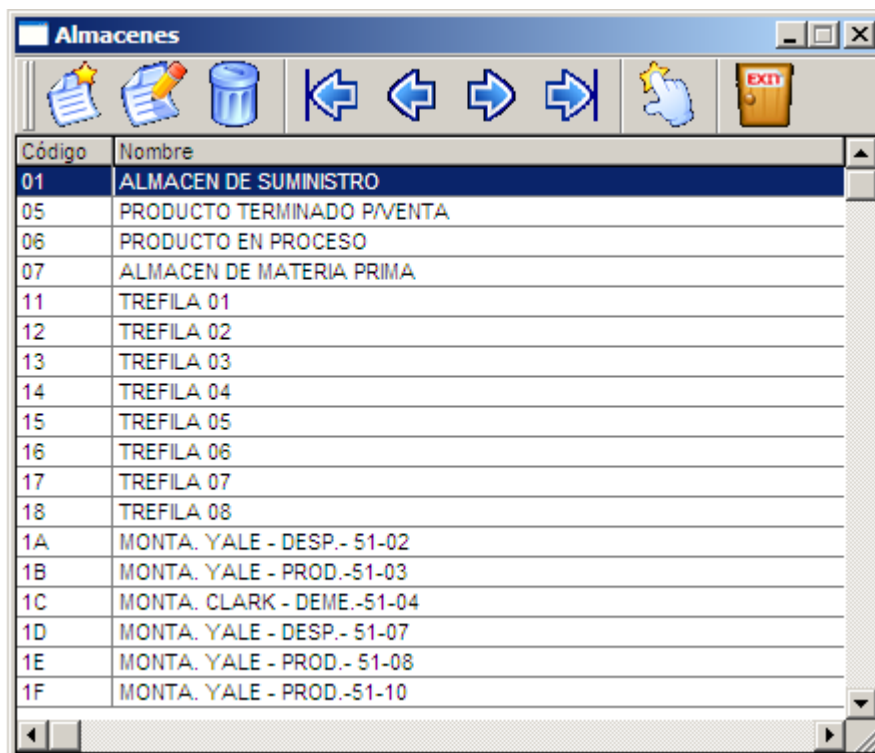 Almacenes
EXIT
Código Nombre
01 ALMACEN DE SUMINISTRO
05 PRODUCTO TERMINADO P/VENTA
06 PRODUCTO EN PROCESO
07 ALMACEN DE MATERIA PRIMA
11 TREFILA 01
12 TREFILA 02
13 TREFILA 03
14 TREFILA 04
15 TREFILA 05
16 TREFILA 06
17 TREFILA 07
18 TREFILA 08
1A MONTA. YALE - DESP.- 51-02
1B MONTA. YALE - PROD.-51-03
1C MONTA. CLARK - DEME.-51-04
1D MONTA. YALE - DESP.- 51-07
1E MONTA. YALE - PROD.- 51-08
1F MONTA. YALE - PROD.-51-10